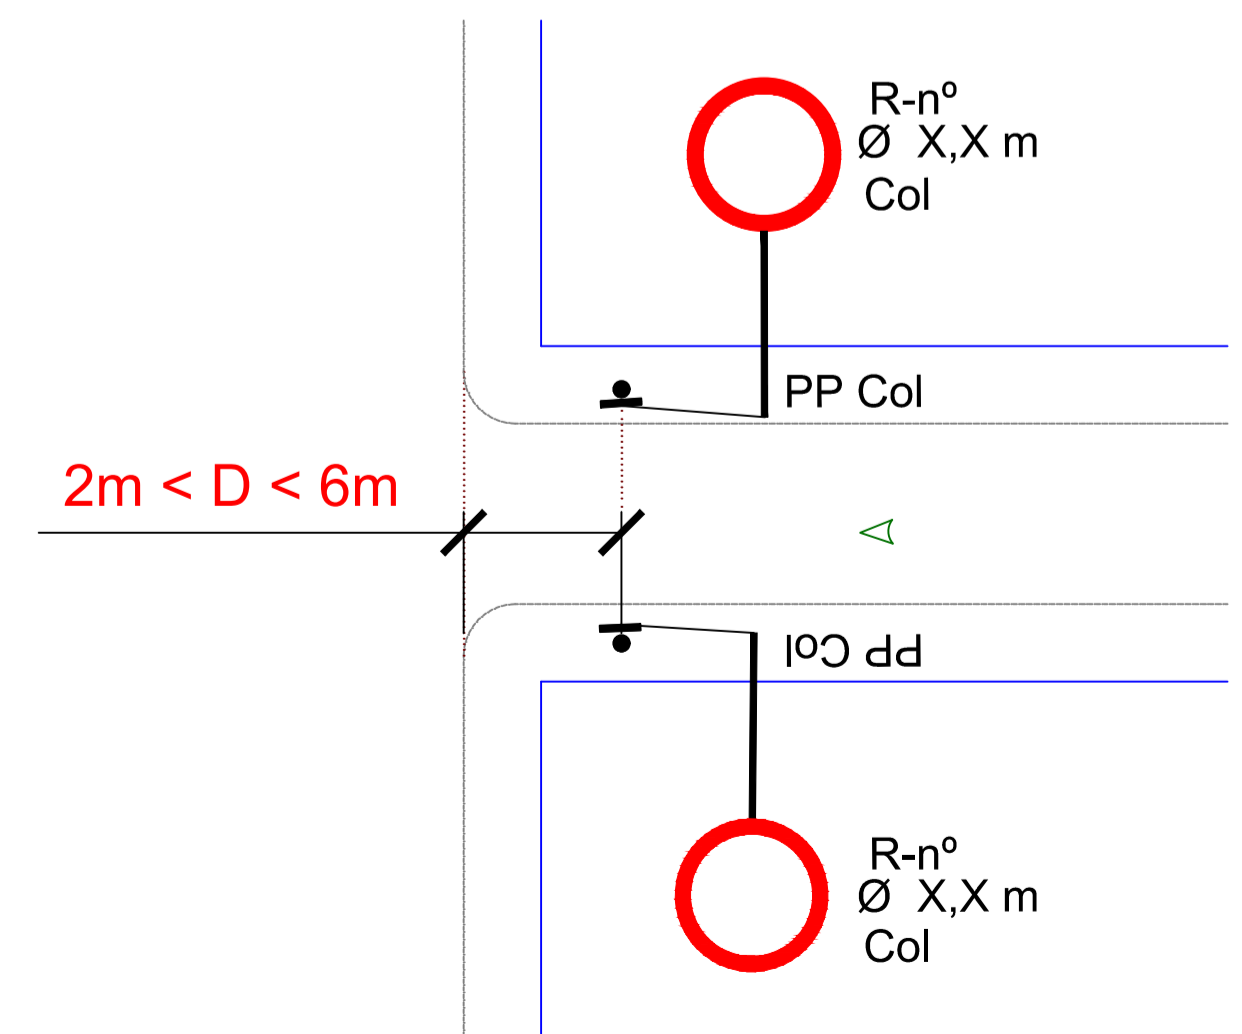 R-nº
Ø X,X m
Col
PP Col
2m < D < 6m
PP Col
R-nº
Ø X,X m
Col